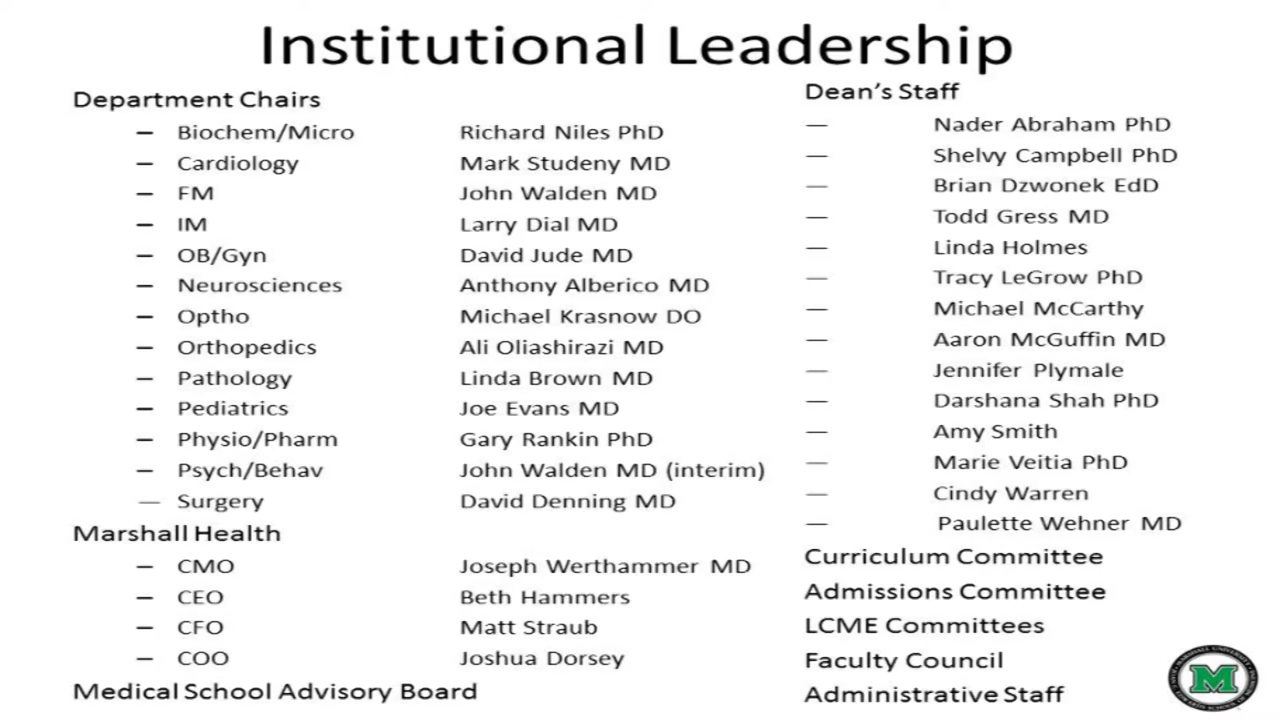 Institutional Leadership
Department Chairs
– Biochem/Micro Richard Niles PhD
– Cardiology Mark Studeny MD
– FM John Walden MD
– IM Larry Dial MD
– OB/Gyn David Jude MD
– Neurosciences Anthony Alberico MD
– Optho Michael Krasnow DO
– Orthopedics Ali Oliashirazi MD
– Pathology Linda Brown MD
– Pediatrics Joe Evans MD
– Physio/Pharm Gary Rankin PhD
– Psych/Behav John Walden MD (interim)
— Surgery David Denning MD
Marshall Health
– CMO Joseph Werthammer MD
– CEO Beth Hammers
– CFO Matt Straub
– COO Joshua Dorsey
Medical School Advisory Board
Dean's Staff
— Nader Abraham PhD
— Shelvy Campbell PhD
— Brian Dzwonek EdD
— Todd Gress MD
— Linda Holmes
— Tracy LeGrow PhD
— Michael McCarthy
— Aaron McGuffin MD
— Jennifer Plymale
— Darshana Shah PhD
— Amy Smith
— Marie Veitia PhD
— Cindy Warren
— Paulette Wehner MD
Curriculum Committee
Admissions Committee
LCME Committees
Faculty Council
Administrative Staff
M